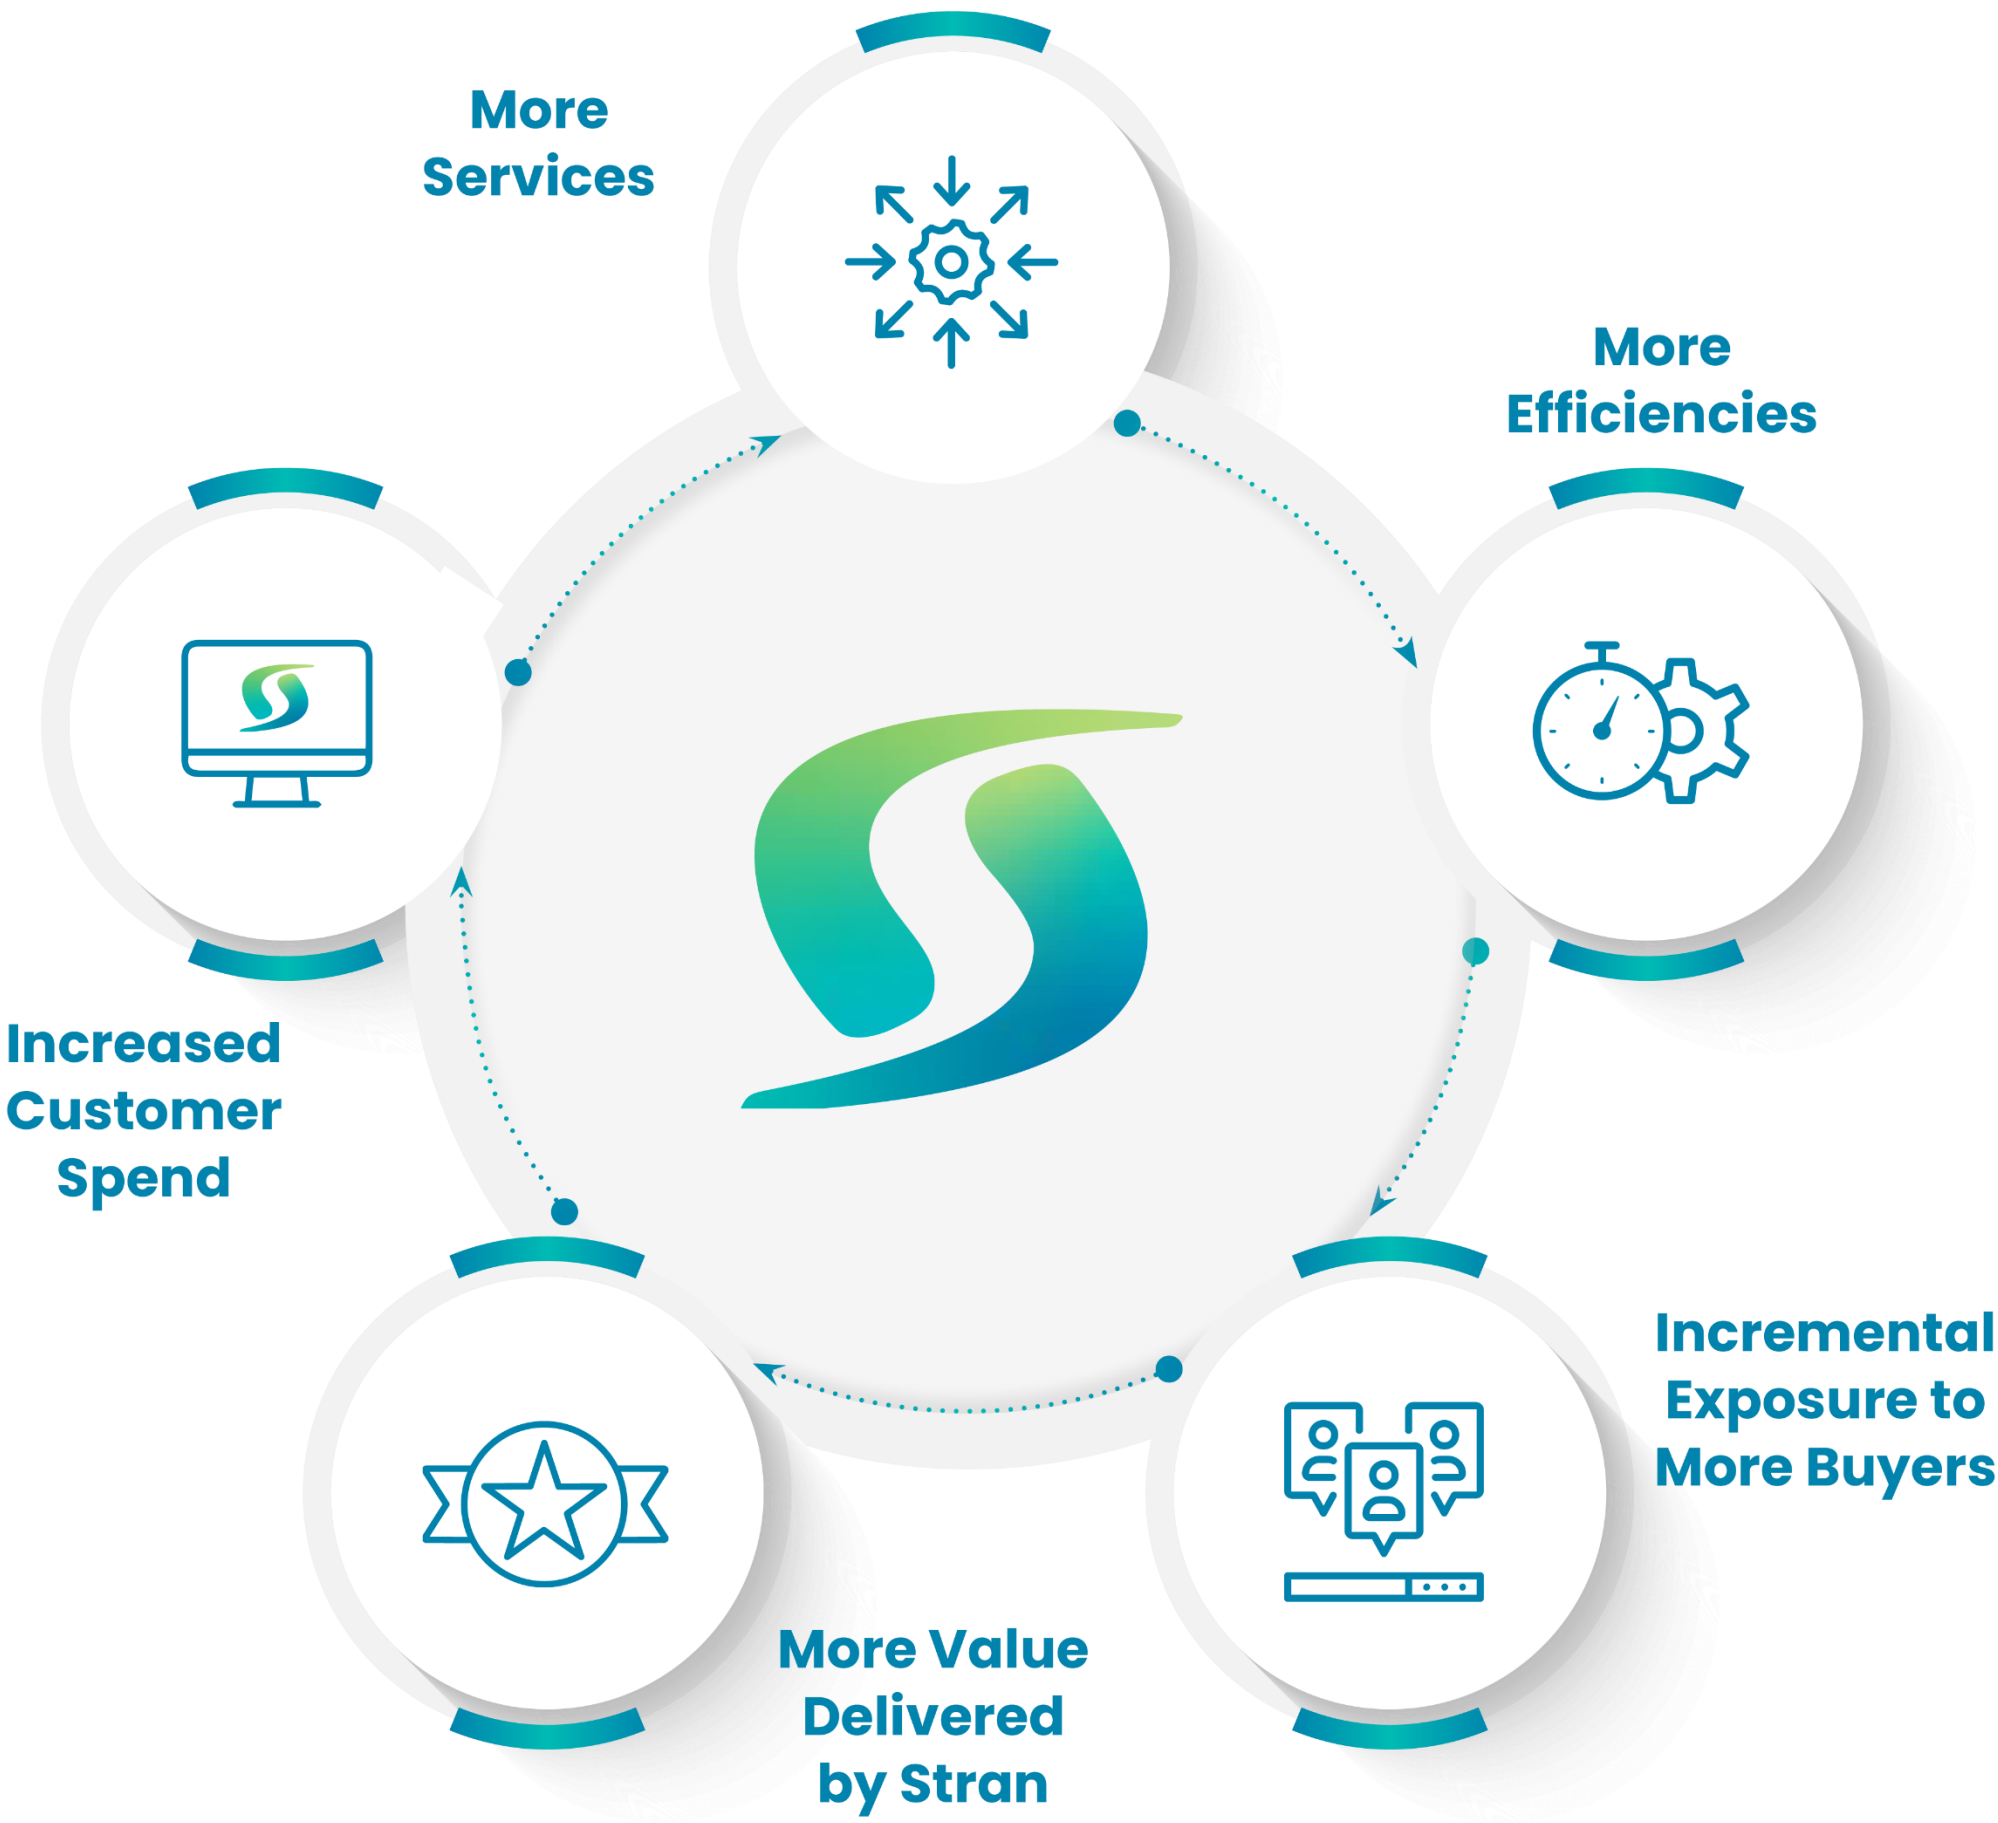 More
Services
More
Efficiencies
Increased
Customer
Spend
Incremental
Exposure to
More Buyers
More Value
Delivered
by Stran